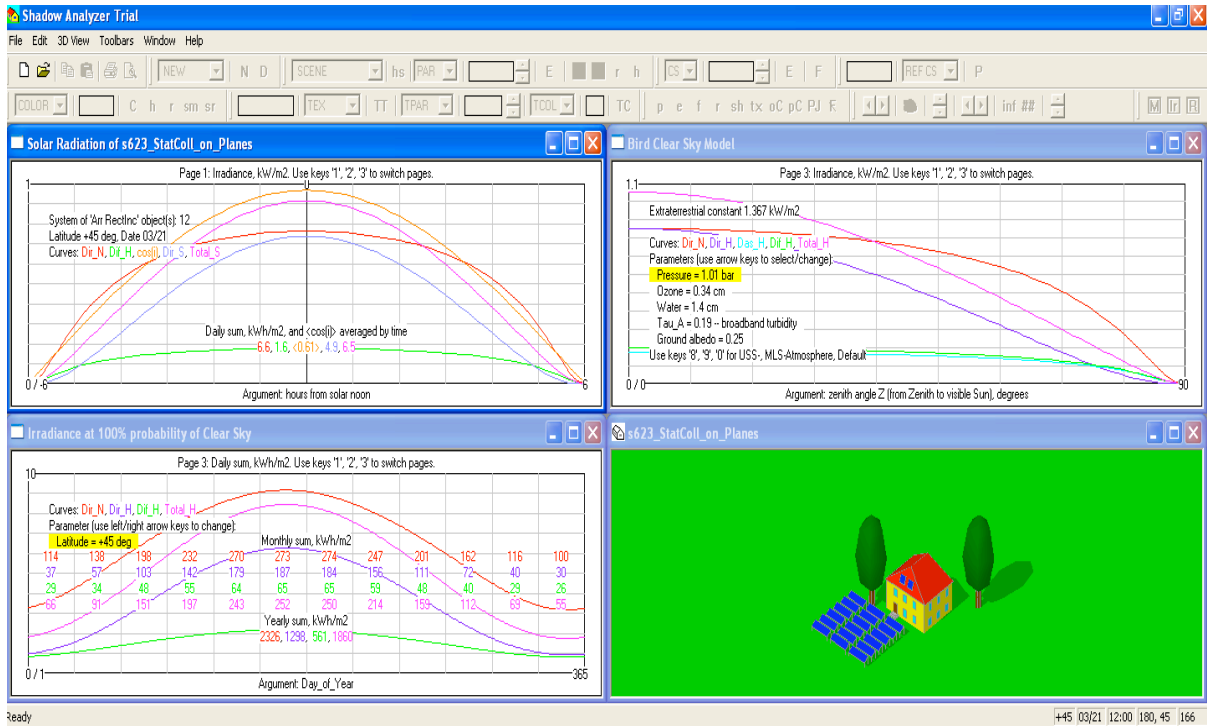 Shadow Analyzer Trial
File Edit 3D View Toolbars Window Help
NEW N D SCENE hs PAR E r h CS E F REF CS P
COLOR C h r sm sr TEX TT TPAR TCOL TC p e f r sh tx oC pC PJ F. inf ## M Ir R
Solar Radiation of s623_StatColl_on_Planes
Page 1: Irradiance, kW/m2. Use keys '1', '2', '3' to switch pages.
1
0
System of 'Arr RectInc' object(s): 12
Latitude +45 deg, Date 03/21
Curves: Dir_N, Dif_H, cos(i), Dir_S, Total_S
Daily sum, kWh/m2, and <cos(i)> averaged by time
6.6, 1.6, <0.61>, 4.9, 6.5
0 / -6 6
Argument: hours from solar noon
Bird Clear Sky Model
Page 3: Irradiance, kW/m2. Use keys '1', '2', '3' to switch pages.
1.1
Extraterrestrial constant 1.367 kW/m2
Curves: Dir_N, Dir_H, Das_H, Dif_H, Total_H
Parameters (use arrow keys to select/change):
Pressure = 1.01 bar
Ozone = 0.34 cm
Water = 1.4 cm
Tau_A = 0.19 -- broadband turbidity
Ground albedo = 0.25
Use keys '8', '9', '0' for USS-, MLS-Atmosphere, Default
0 / 0 90
Argument: zenith angle Z (from Zenith to visible Sun), degrees
Irradiance at 100% probability of Clear Sky
Page 3: Daily sum, kWh/m2. Use keys '1', '2', '3' to switch pages.
10
Curves: Dir_N, Dir_H, Dif_H, Total_H
Parameter (use left/right arrow keys to change):
Latitude = +45 deg
Monthly sum, kWh/m2
114 138 198 232 270 273 274 247 201 162 116 100
37 57 103 142 179 187 184 156 111 72 40 30
29 34 48 55 64 65 65 59 48 40 29 26
66 91 151 197 243 252 250 214 159 112 69 55
Yearly sum, kWh/m2
2326, 1298, 561, 1860
0 / 1 365
Argument: Day_of_Year
s623_StatColl_on_Planes
Ready
+45 03/21 12:00 180, 45 166